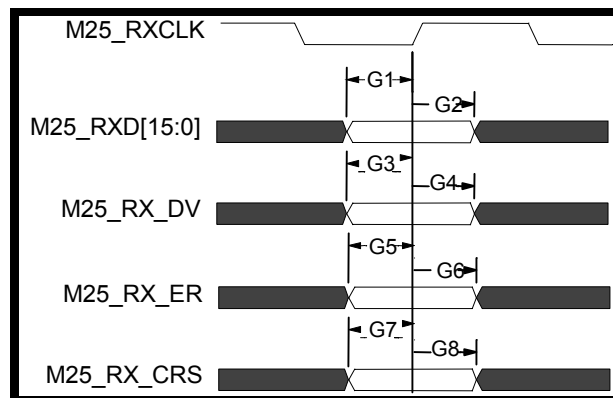 M25_RXCLK
G1
G2
M25_RXD[15:0]
G3
G4
M25_RX_DV
G5
G6
M25_RX_ER
G7
G8
M25_RX_CRS